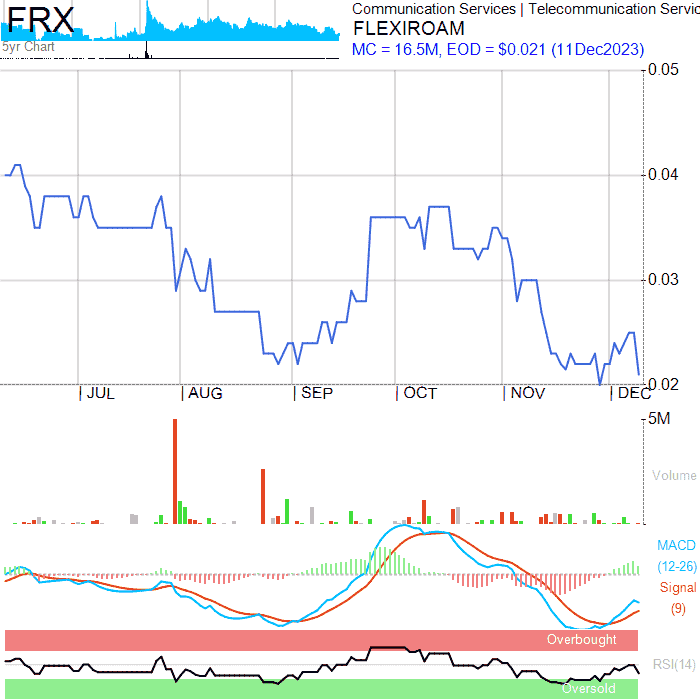 FRX
5yr Chart
Communication Services | Telecommunication Servic
FLEXIROAM
MC = 16.5M, EOD = $0.021 (11Dec2023)
0.05
0.04
0.03
0.02
JUL AUG SEP OCT NOV DEC
5M
Volume
MACD
(12-26)
Signal
(9)
Overbought
RSI(14)
Oversold